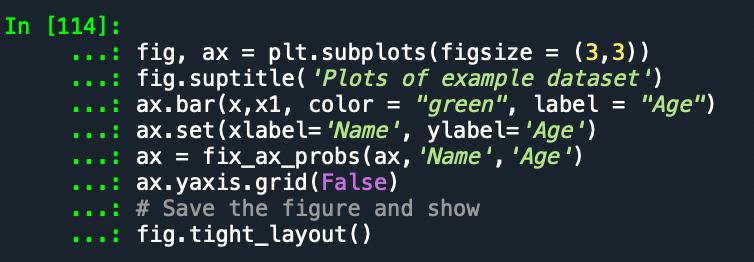 In [114]:
     ...: fig, ax = plt.subplots(figsize = (3,3))
     ...: fig.suptitle('Plots of example dataset')
     ...: ax.bar(x,x1, color = "green", label = "Age")
     ...: ax.set(xlabel='Name', ylabel='Age')
     ...: ax = fix_ax_probs(ax,'Name','Age')
     ...: ax.yaxis.grid(False)
     ...: # Save the figure and show
     ...: fig.tight_layout()